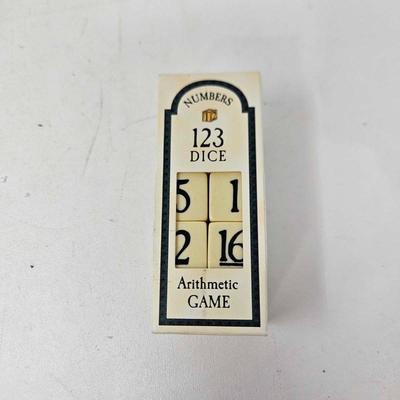 NUMBERS
123
DICE
5 1
2 16
Arithmetic
GAME